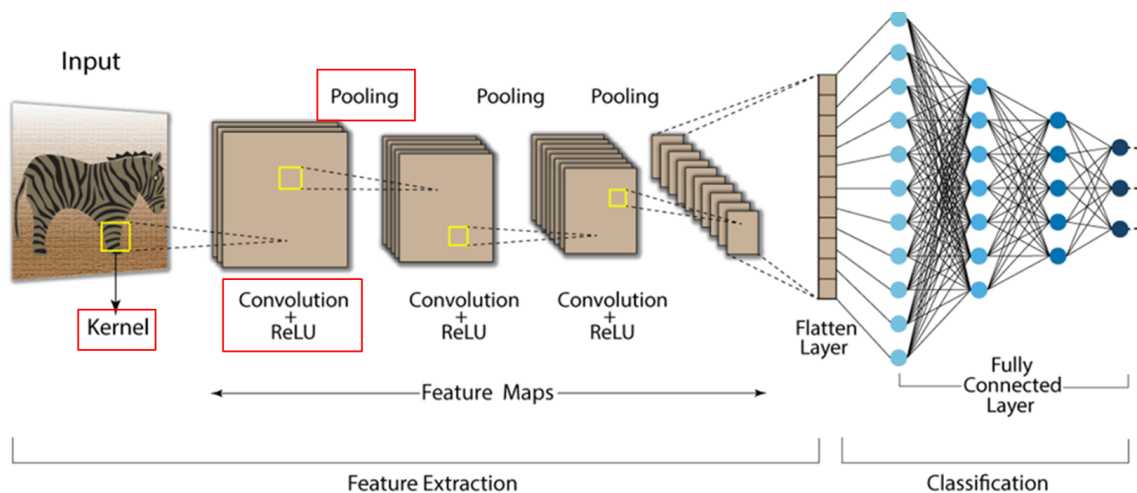 Input
Pooling
Pooling
Pooling
Kernel
Convolution
+
ReLU
Convolution
+
ReLU
Convolution
+
ReLU
Flatten
Layer
Feature Maps
Fully
Connected
Layer
Feature Extraction
Classification